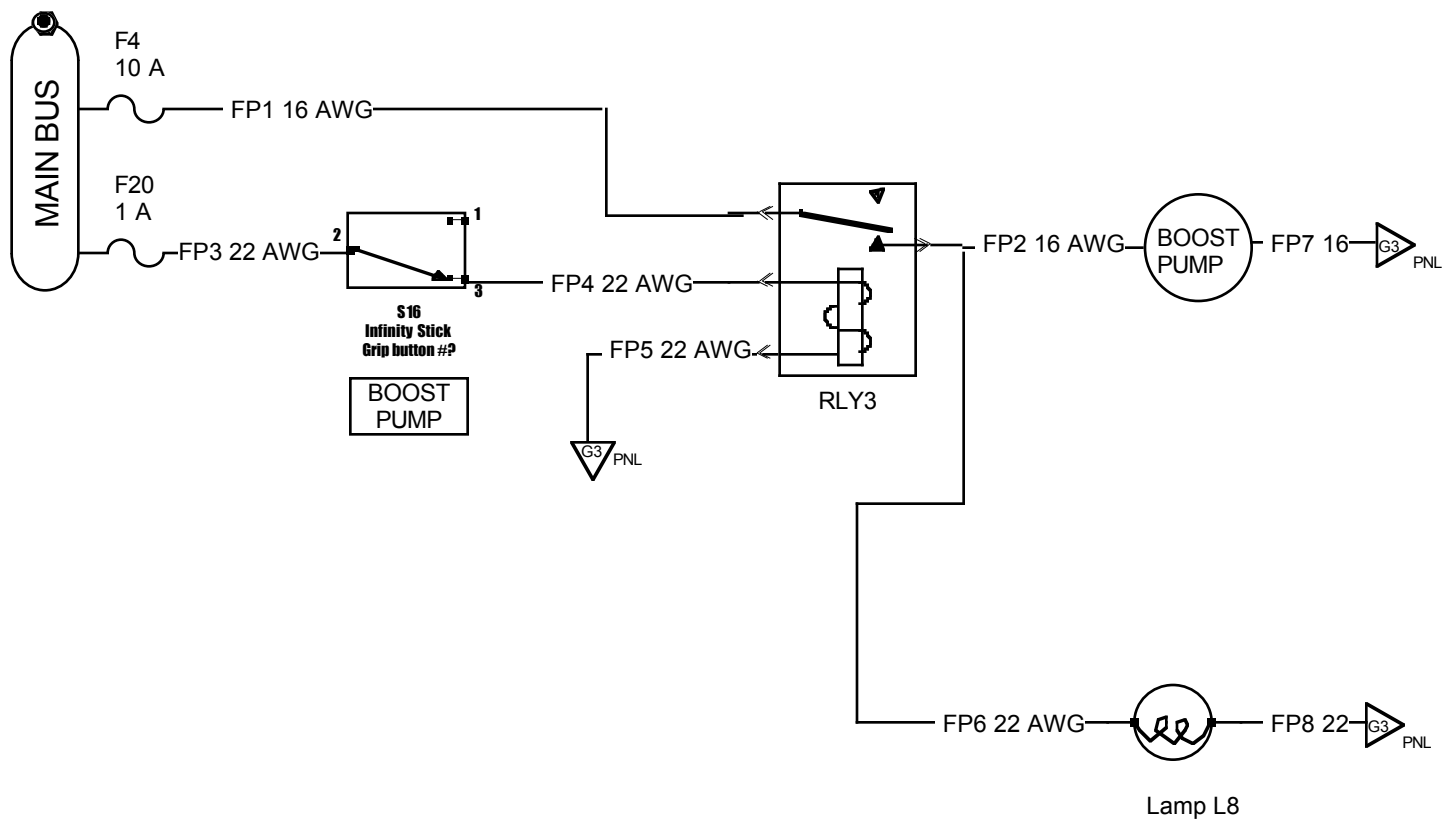 MAIN BUS
F4
10 A
FP1 16 AWG
F20
1 A
FP3 22 AWG
2
1
3
S16
Infinity Stick
Grip button #?
BOOST
PUMP
FP4 22 AWG
FP5 22 AWG
G3
PNL
RLY3
FP2 16 AWG
BOOST
PUMP
FP7 16
G3
PNL
FP6 22 AWG
FP8 22
G3
PNL
Lamp L8